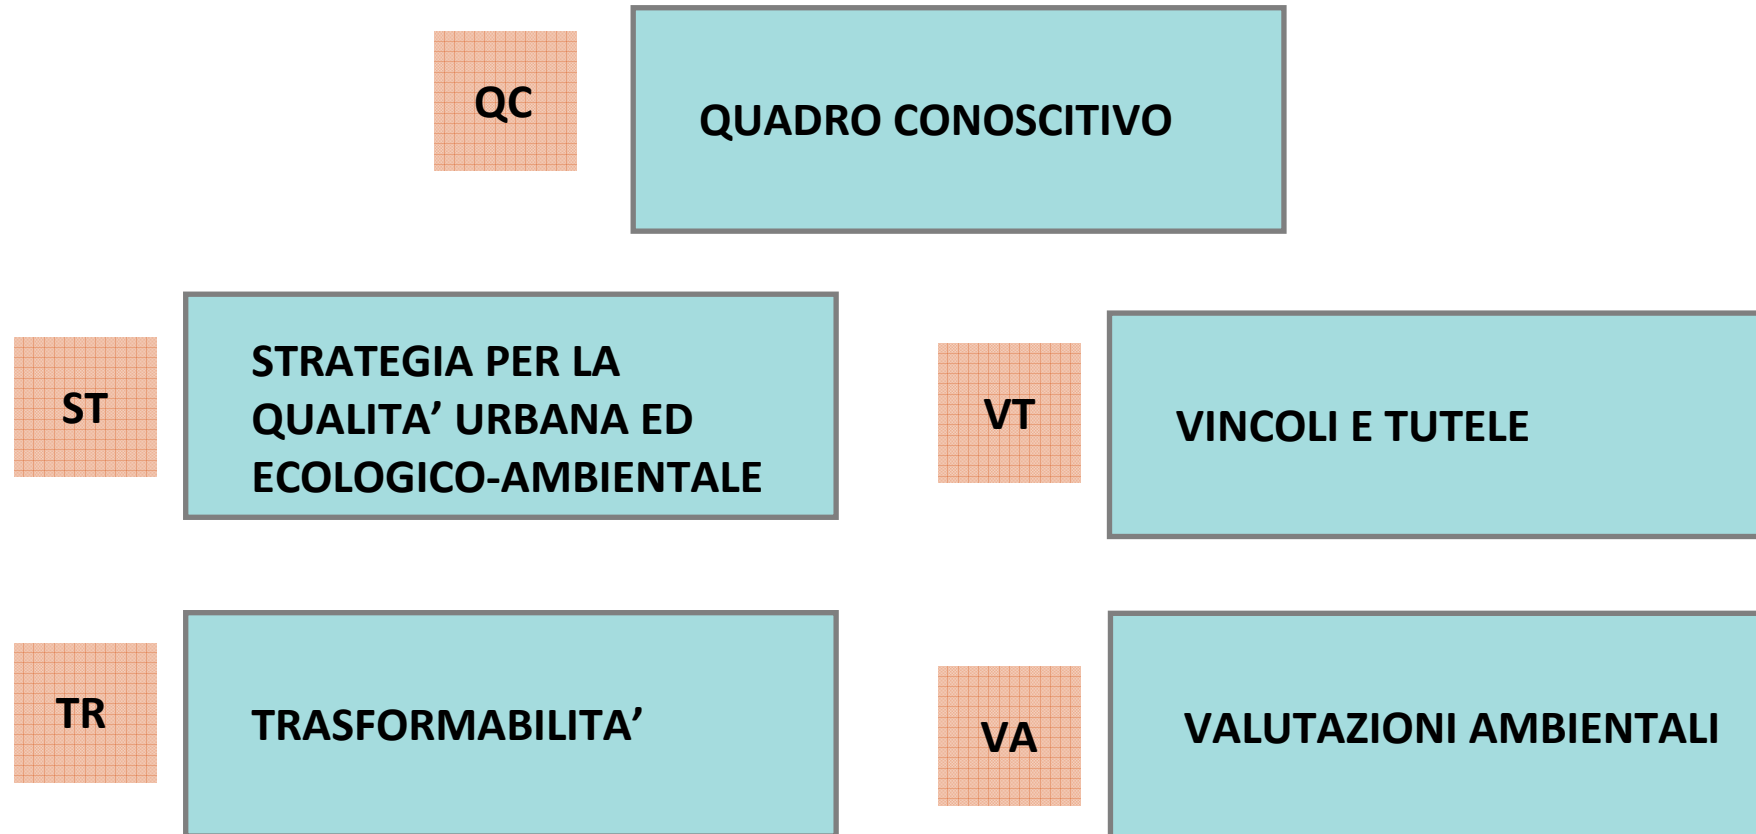 QC
QUADRO CONOSCITIVO
ST
STRATEGIA PER LA
QUALITA’ URBANA ED
ECOLOGICO-AMBIENTALE
VT
VINCOLI E TUTELE
TR
TRASFORMABILITA’
VA
VALUTAZIONI AMBIENTALI